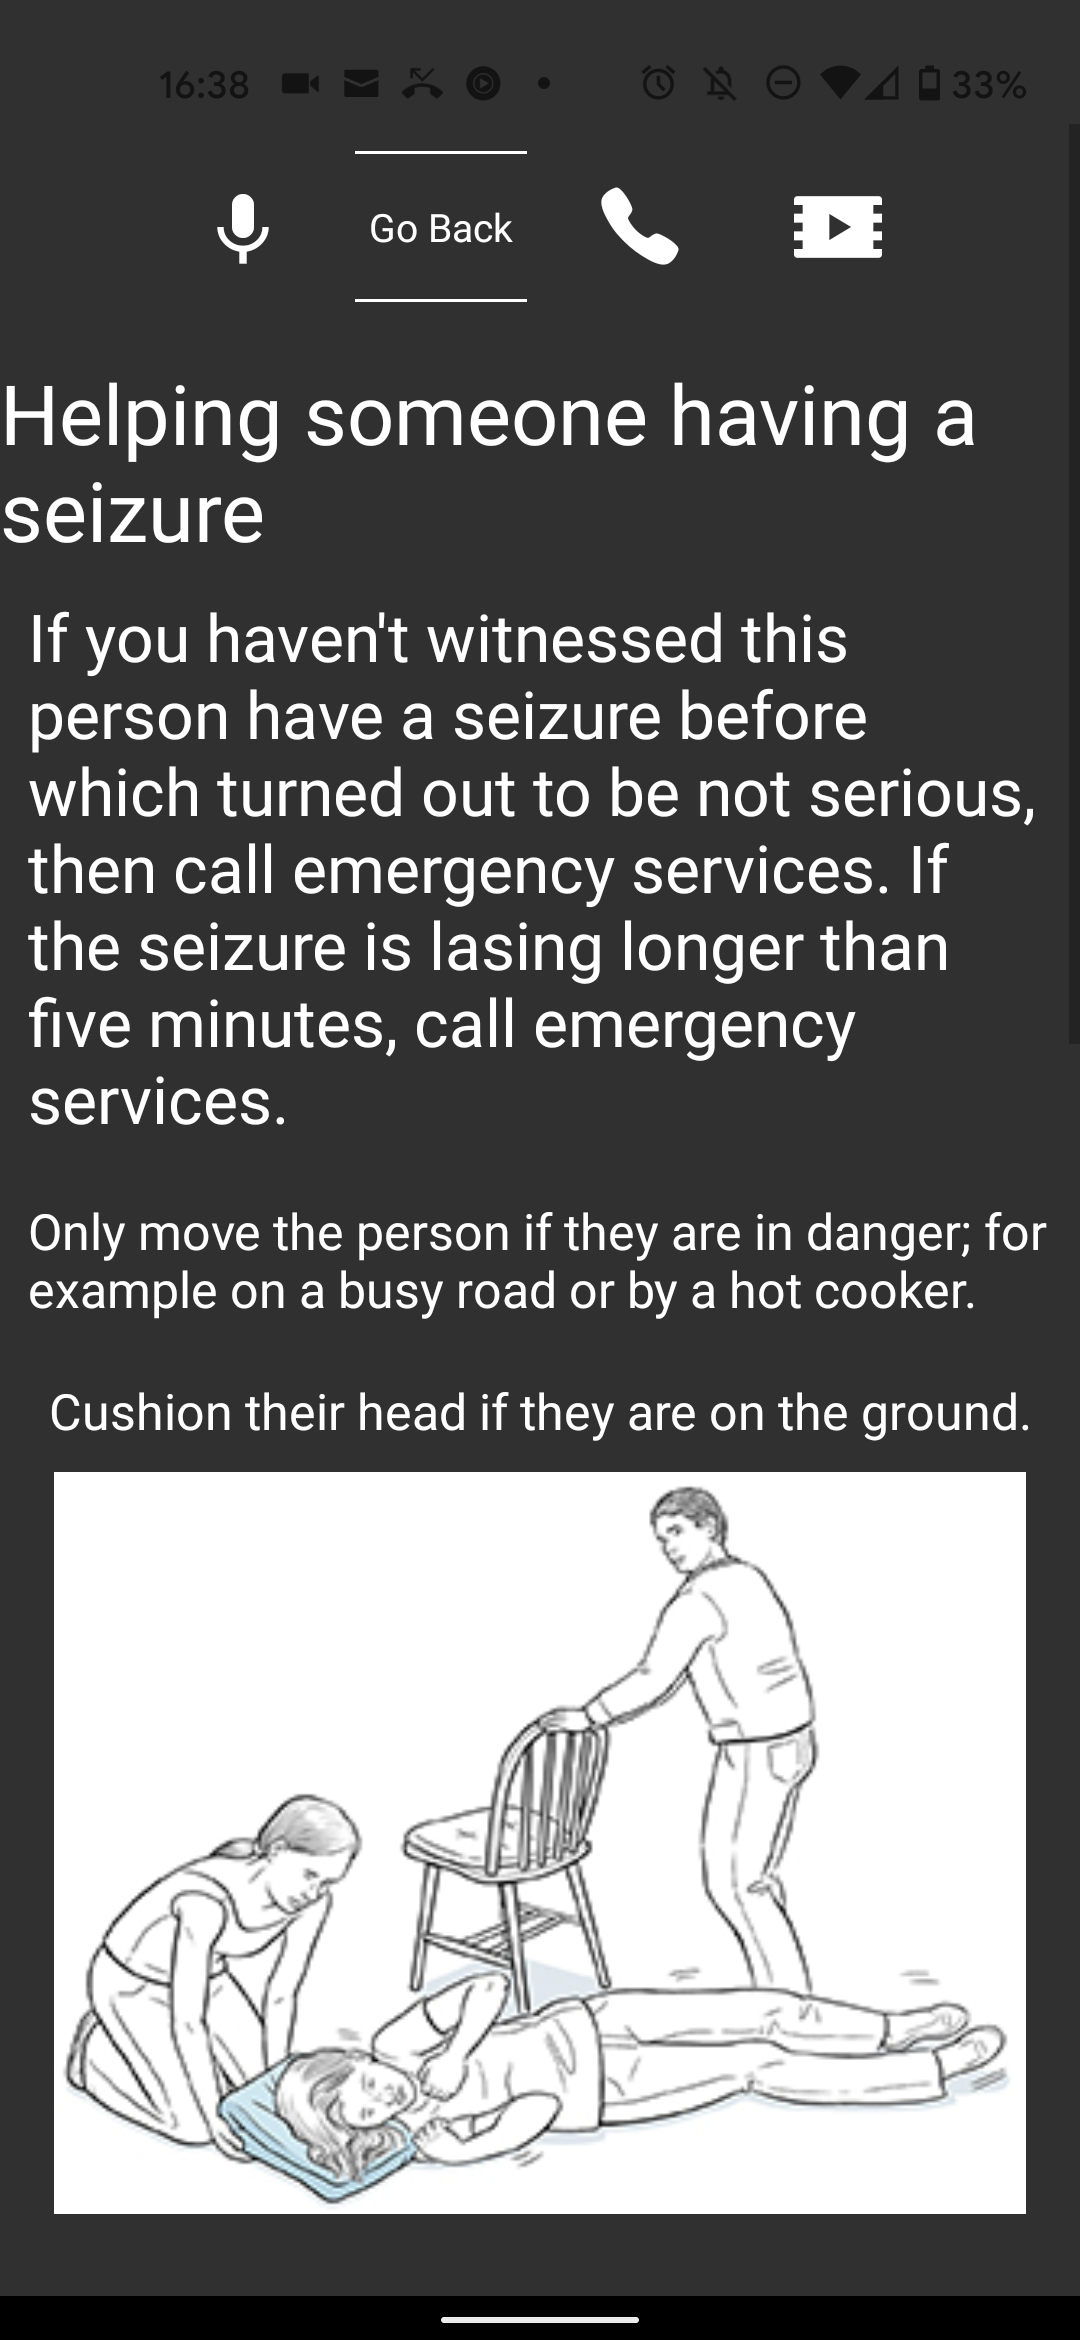 16:38
33%
Go Back
Helping someone having a
seizure
If you haven't witnessed this
person have a seizure before
which turned out to be not serious,
then call emergency services. If
the seizure is lasing longer than
five minutes, call emergency
services.
Only move the person if they are in danger; for
example on a busy road or by a hot cooker.
Cushion their head if they are on the ground.